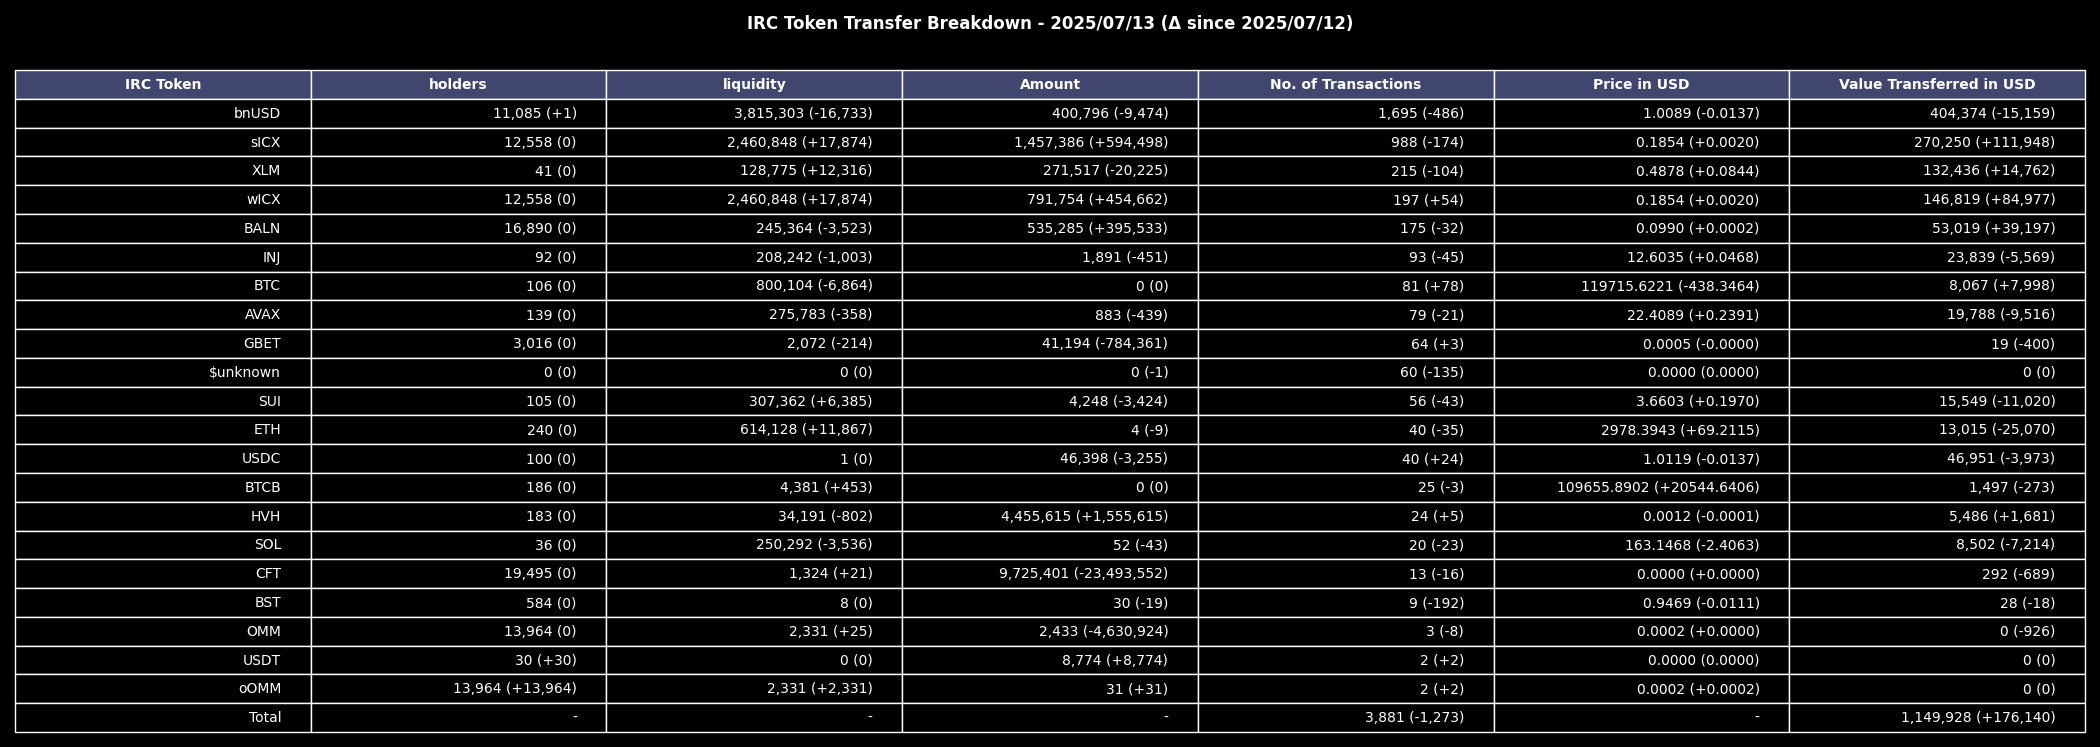 IRC Token Transfer Breakdown - 2025/07/13 (Δ since 2025/07/12)
IRC Token holders liquidity Amount No. of Transactions Price in USD Value Transferred in USD
bnUSD 11,085 (+1) 3,815,303 (-16,733) 400,796 (-9,474) 1,695 (-486) 1.0089 (-0.0137) 404,374 (-15,159)
sICX 12,558 (0) 2,460,848 (+17,874) 1,457,386 (+594,498) 988 (-174) 0.1854 (+0.0020) 270,250 (+111,948)
XLM 41 (0) 128,775 (+12,316) 271,517 (-20,225) 215 (-104) 0.4878 (+0.0844) 132,436 (+14,762)
wICX 12,558 (0) 2,460,848 (+17,874) 791,754 (+454,662) 197 (+54) 0.1854 (+0.0020) 146,819 (+84,977)
BALN 16,890 (0) 245,364 (-3,523) 535,285 (+395,533) 175 (-32) 0.0990 (+0.0002) 53,019 (+39,197)
INJ 92 (0) 208,242 (-1,003) 1,891 (-451) 93 (-45) 12.6035 (+0.0468) 23,839 (-5,569)
BTC 106 (0) 800,104 (-6,864) 0 (0) 81 (+78) 119715.6221 (-438.3464) 8,067 (+7,998)
AVAX 139 (0) 275,783 (-358) 883 (-439) 79 (-21) 22.4089 (+0.2391) 19,788 (-9,516)
GBET 3,016 (0) 2,072 (-214) 41,194 (-784,361) 64 (+3) 0.0005 (-0.0000) 19 (-400)
$unknown 0 (0) 0 (0) 0 (-1) 60 (-135) 0.0000 (0.0000) 0 (0)
SUI 105 (0) 307,362 (+6,385) 4,248 (-3,424) 56 (-43) 3.6603 (+0.1970) 15,549 (-11,020)
ETH 240 (0) 614,128 (+11,867) 4 (-9) 40 (-35) 2978.3943 (+69.2115) 13,015 (-25,070)
USDC 100 (0) 1 (0) 46,398 (-3,255) 40 (+24) 1.0119 (-0.0137) 46,951 (-3,973)
BTCB 186 (0) 4,381 (+453) 0 (0) 25 (-3) 109655.8902 (+20544.6406) 1,497 (-273)
HVH 183 (0) 34,191 (-802) 4,455,615 (+1,555,615) 24 (+5) 0.0012 (-0.0001) 5,486 (+1,681)
SOL 36 (0) 250,292 (-3,536) 52 (-43) 20 (-23) 163.1468 (-2.4063) 8,502 (-7,214)
CFT 19,495 (0) 1,324 (+21) 9,725,401 (-23,493,552) 13 (-16) 0.0000 (+0.0000) 292 (-689)
BST 584 (0) 8 (0) 30 (-19) 9 (-192) 0.9469 (-0.0111) 28 (-18)
OMM 13,964 (0) 2,331 (+25) 2,433 (-4,630,924) 3 (-8) 0.0002 (+0.0000) 0 (-926)
USDT 30 (+30) 0 (0) 8,774 (+8,774) 2 (+2) 0.0000 (0.0000) 0 (0)
oOMM 13,964 (+13,964) 2,331 (+2,331) 31 (+31) 2 (+2) 0.0002 (+0.0002) 0 (0)
Total - - - 3,881 (-1,273) - 1,149,928 (+176,140)